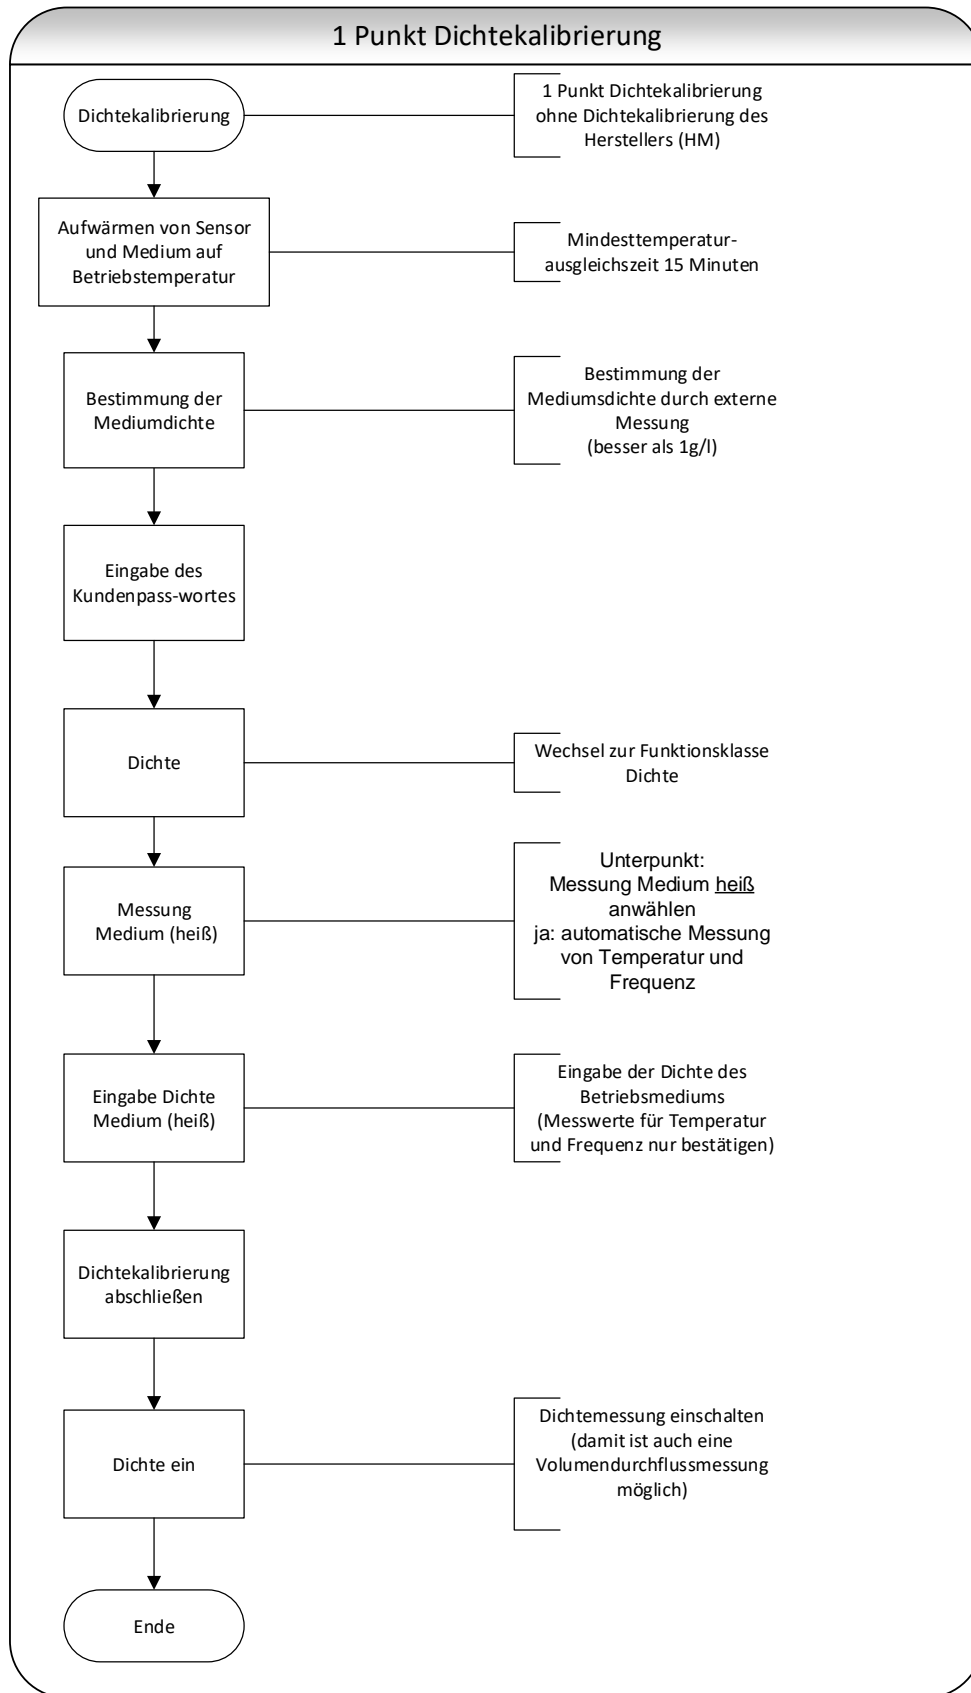 1 Punkt Dichtekalibrierung
Dichtekalibrierung
1 Punkt Dichtekalibrierung
ohne Dichtekalibrierung des
Herstellers (HM)
Aufwärmen von Sensor
und Medium auf
Betriebstemperatur
Mindesttemperatur-
ausgleichszeit 15 Minuten
Bestimmung der
Mediumdichte
Bestimmung der
Mediumsdichte durch externe
Messung
(besser als 1g/l)
Eingabe des
Kundenpass-wortes
Dichte
Wechsel zur Funktionsklasse
Dichte
Messung
Medium (heiß)
Unterpunkt:
Messung Medium heiß
anwählen
ja: automatische Messung
von Temperatur und
Frequenz
Eingabe Dichte
Medium (heiß)
Eingabe der Dichte des
Betriebsmediums
(Messwerte für Temperatur
und Frequenz nur bestätigen)
Dichtekalibrierung
abschließen
Dichte ein
Dichtemessung einschalten
(damit ist auch eine
Volumendurchflussmessung
möglich)
Ende